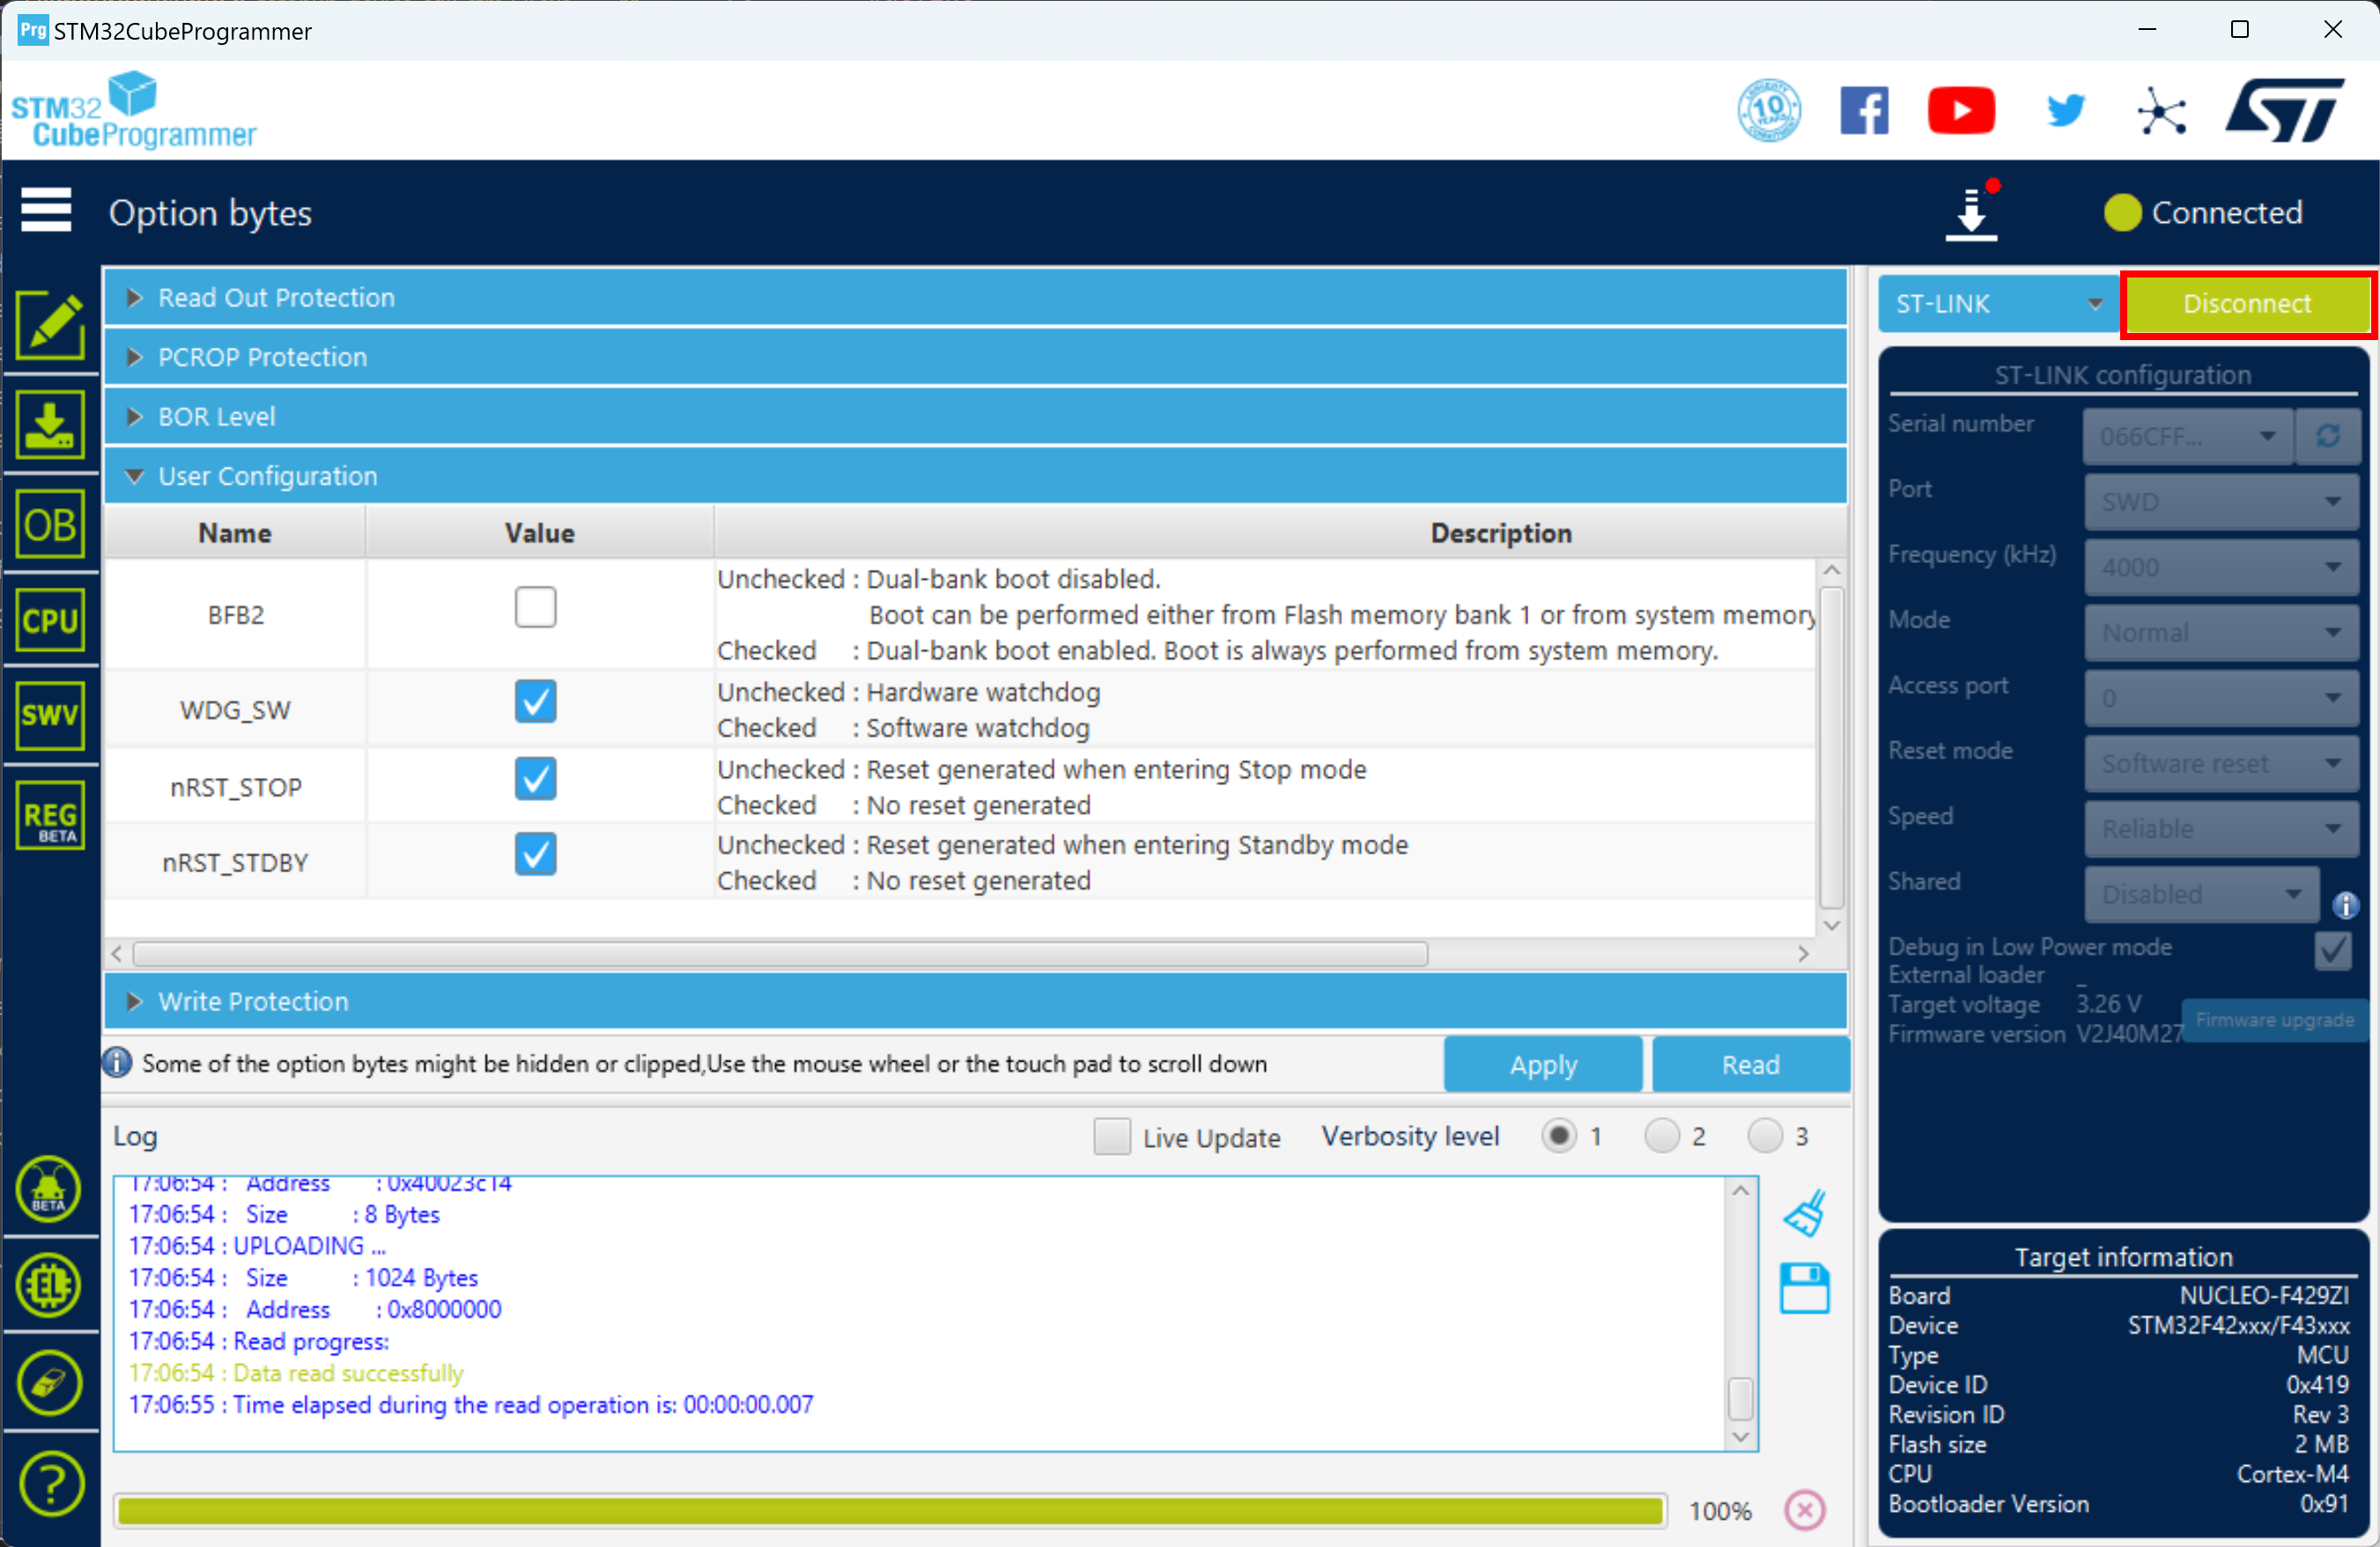 Prg STM32CubeProgrammer
STM32
CubeProgrammer
LONGEVITY
10
YEARS
COMMITMENT
ST
Option bytes
Connected
Read Out Protection
ST-LINK
Disconnect
PCROP Protection
BOR Level
User Configuration
Name Value Description
BFB2
Unchecked : Dual-bank boot disabled.
Boot can be performed either from Flash memory bank 1 or from system memory
Checked : Dual-bank boot enabled. Boot is always performed from system memory.
WDG_SW
Unchecked : Hardware watchdog
Checked : Software watchdog
nRST_STOP
Unchecked : Reset generated when entering Stop mode
Checked : No reset generated
nRST_STDBY
Unchecked : Reset generated when entering Standby mode
Checked : No reset generated
Write Protection
Some of the option bytes might be hidden or clipped,Use the mouse wheel or the touch pad to scroll down
Apply
Read
OB
CPU
SWV
REG
BETA
BETA
EL
?
Log
Live Update
Verbosity level
1
2
3
17:06:54 : Address : 0x40023c14
17:06:54 : Size : 8 Bytes
17:06:54 : UPLOADING ...
17:06:54 : Size : 1024 Bytes
17:06:54 : Address : 0x8000000
17:06:54 : Read progress:
17:06:54 : Data read successfully
17:06:55 : Time elapsed during the read operation is: 00:00:00.007
100%
ST-LINK configuration
Serial number 066CFF...
Port SWD
Frequency (kHz) 4000
Mode Normal
Access port 0
Reset mode Software reset
Speed Reliable
Shared Disabled
Debug in Low Power mode
External loader _
Target voltage 3.26 V
Firmware version V2J40M27
Firmware upgrade
Target information
Board NUCLEO-F429ZI
Device STM32F42xxx/F43xxx
Type MCU
Device ID 0x419
Revision ID Rev 3
Flash size 2 MB
CPU Cortex-M4
Bootloader Version 0x91